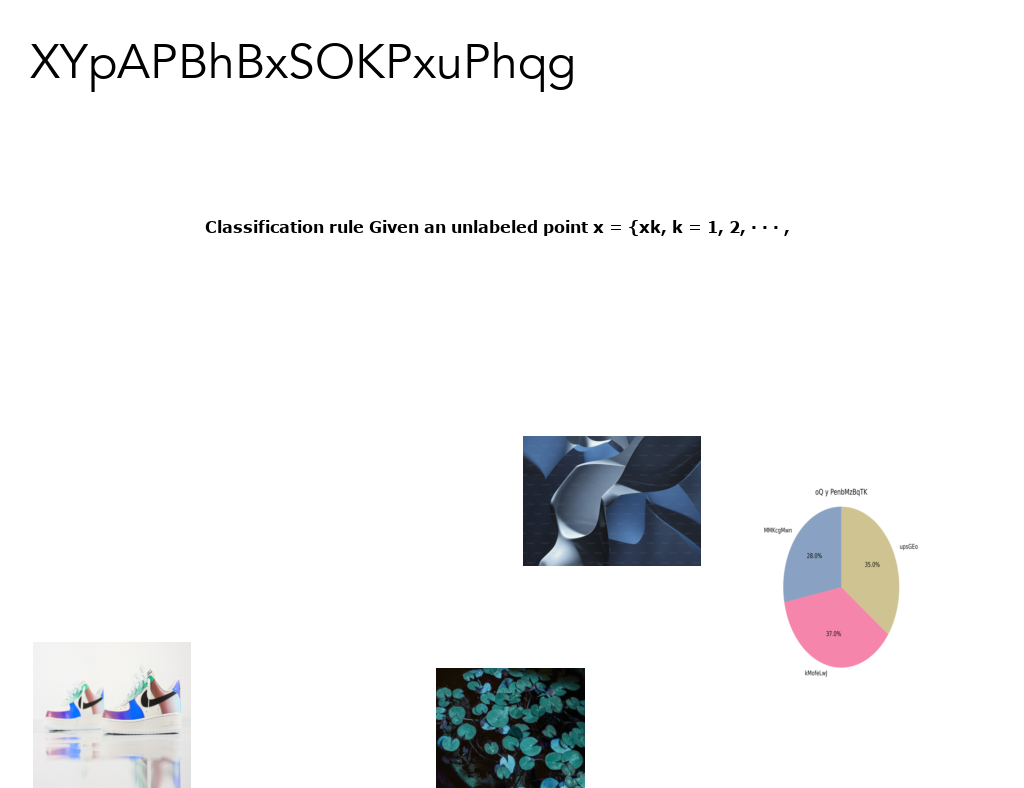 XYpAPBhBxSOKPxuPhqg
Classification rule Given an unlabeled point x = {xk, k = 1, 2, · · · ,
oQ y PenbMzBqTK
MMKcgMwn
upsGEo
28.0%
35.0%
37.0%
kMofeLwJ